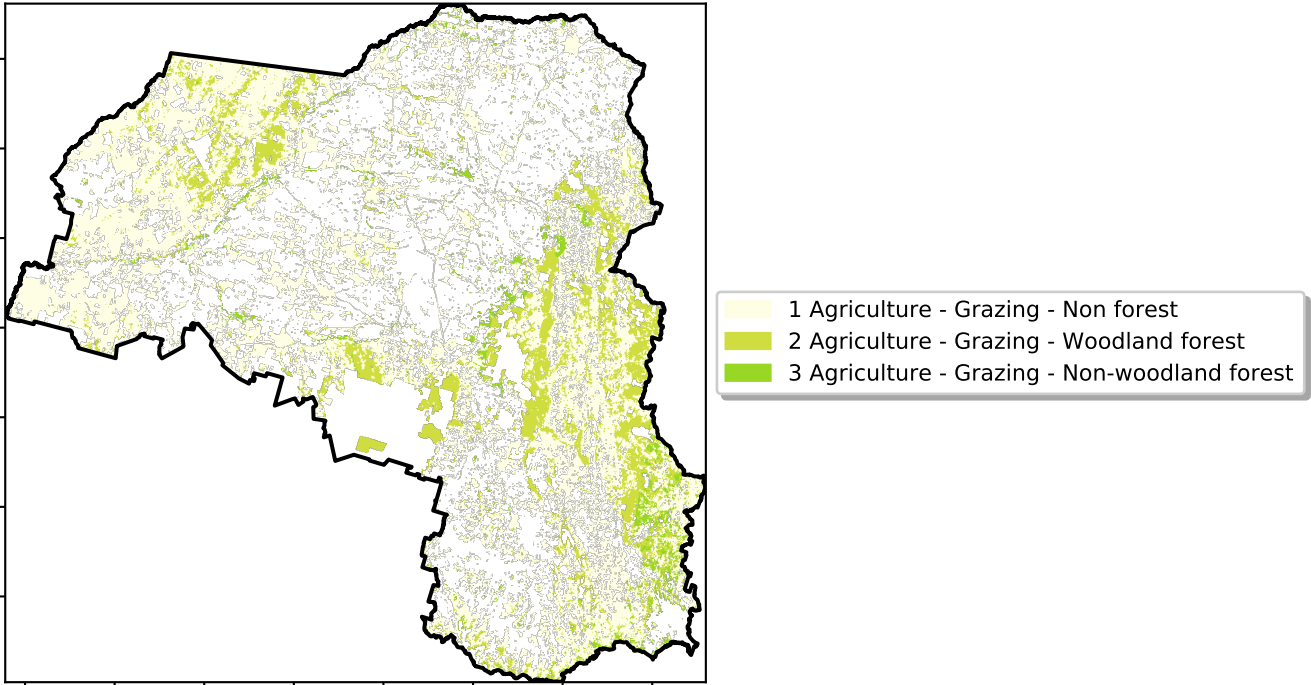 1 Agriculture - Grazing - Non forest
2 Agriculture - Grazing - Woodland forest
3 Agriculture - Grazing - Non-woodland forest